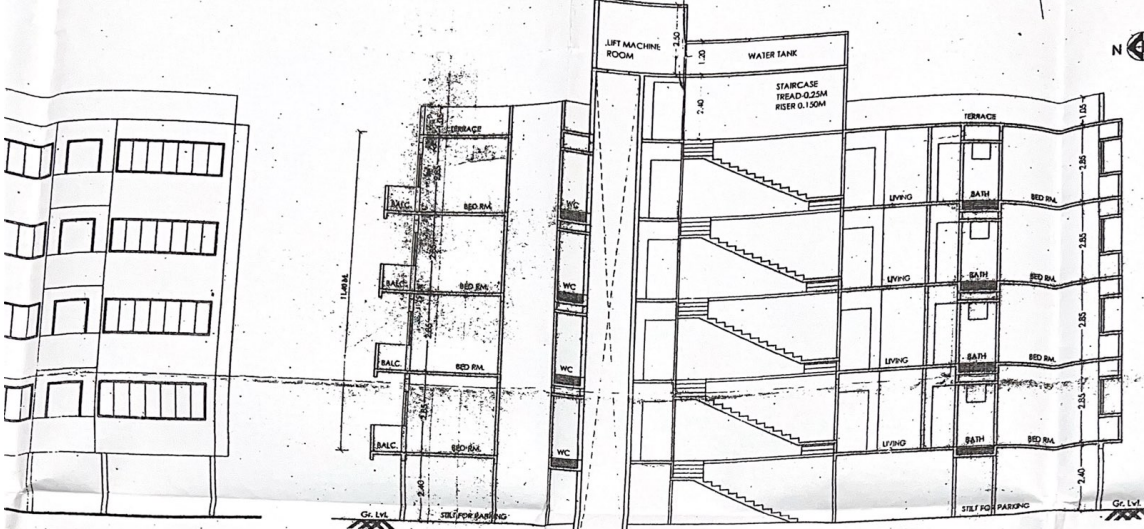 LIFT MACHINE
ROOM
2.50
1.20
WATER TANK
N
STAIRCASE
TREAD-0.25M
RISER 0.150M
2.40
TERRACE
TERRACE
1.05
2.85
BALC.
BED RM.
WC
LIVING
BATH
BED RM.
2.85
11.40 M.
BALC.
BED RM.
WC
LIVING
BATH
BED RM.
2.85
BALC.
BED RM.
WC
LIVING
BATH
BED RM.
2.85
2.85
BALC.
BED RM.
WC
LIVING
BATH
BED RM.
2.40
2.40
Gr. Lvl.
STILT FOR PARKING
STILT FOR PARKING
Gr. Lvl.